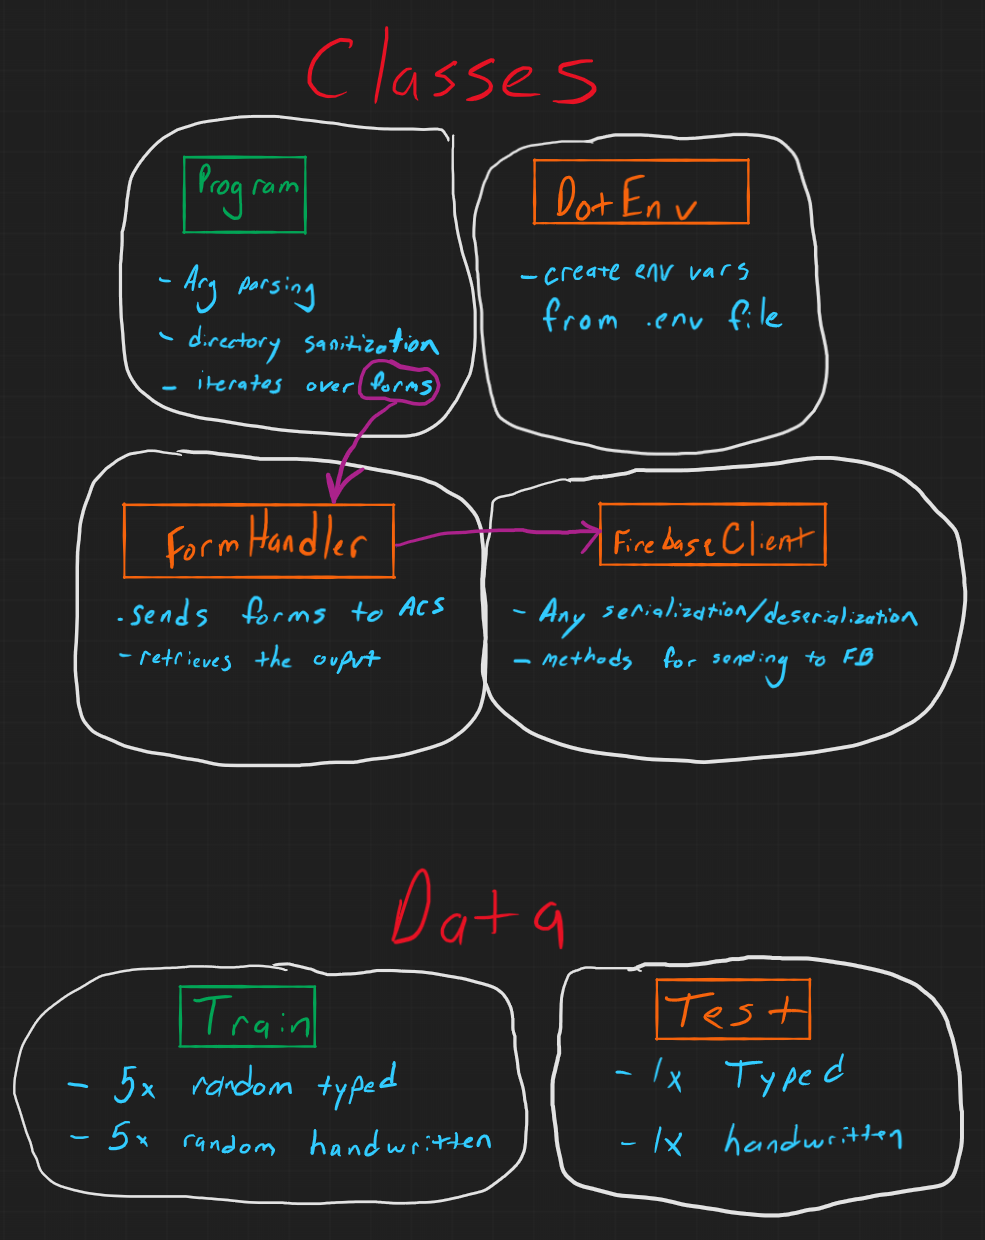 Classes
Program
- Arg parsing
- directory sanitization
- iterates over forms
DotEnv
- create env vars
from .env file
FormHandler
. sends forms to ACS
- retrieves the ouput
FirebaseClient
- Any serialization/deserialization
- methods for sending to FB
Data
Train
- 5x random typed
- 5x random handwritten
Test
- 1x Typed
- 1x handwritten